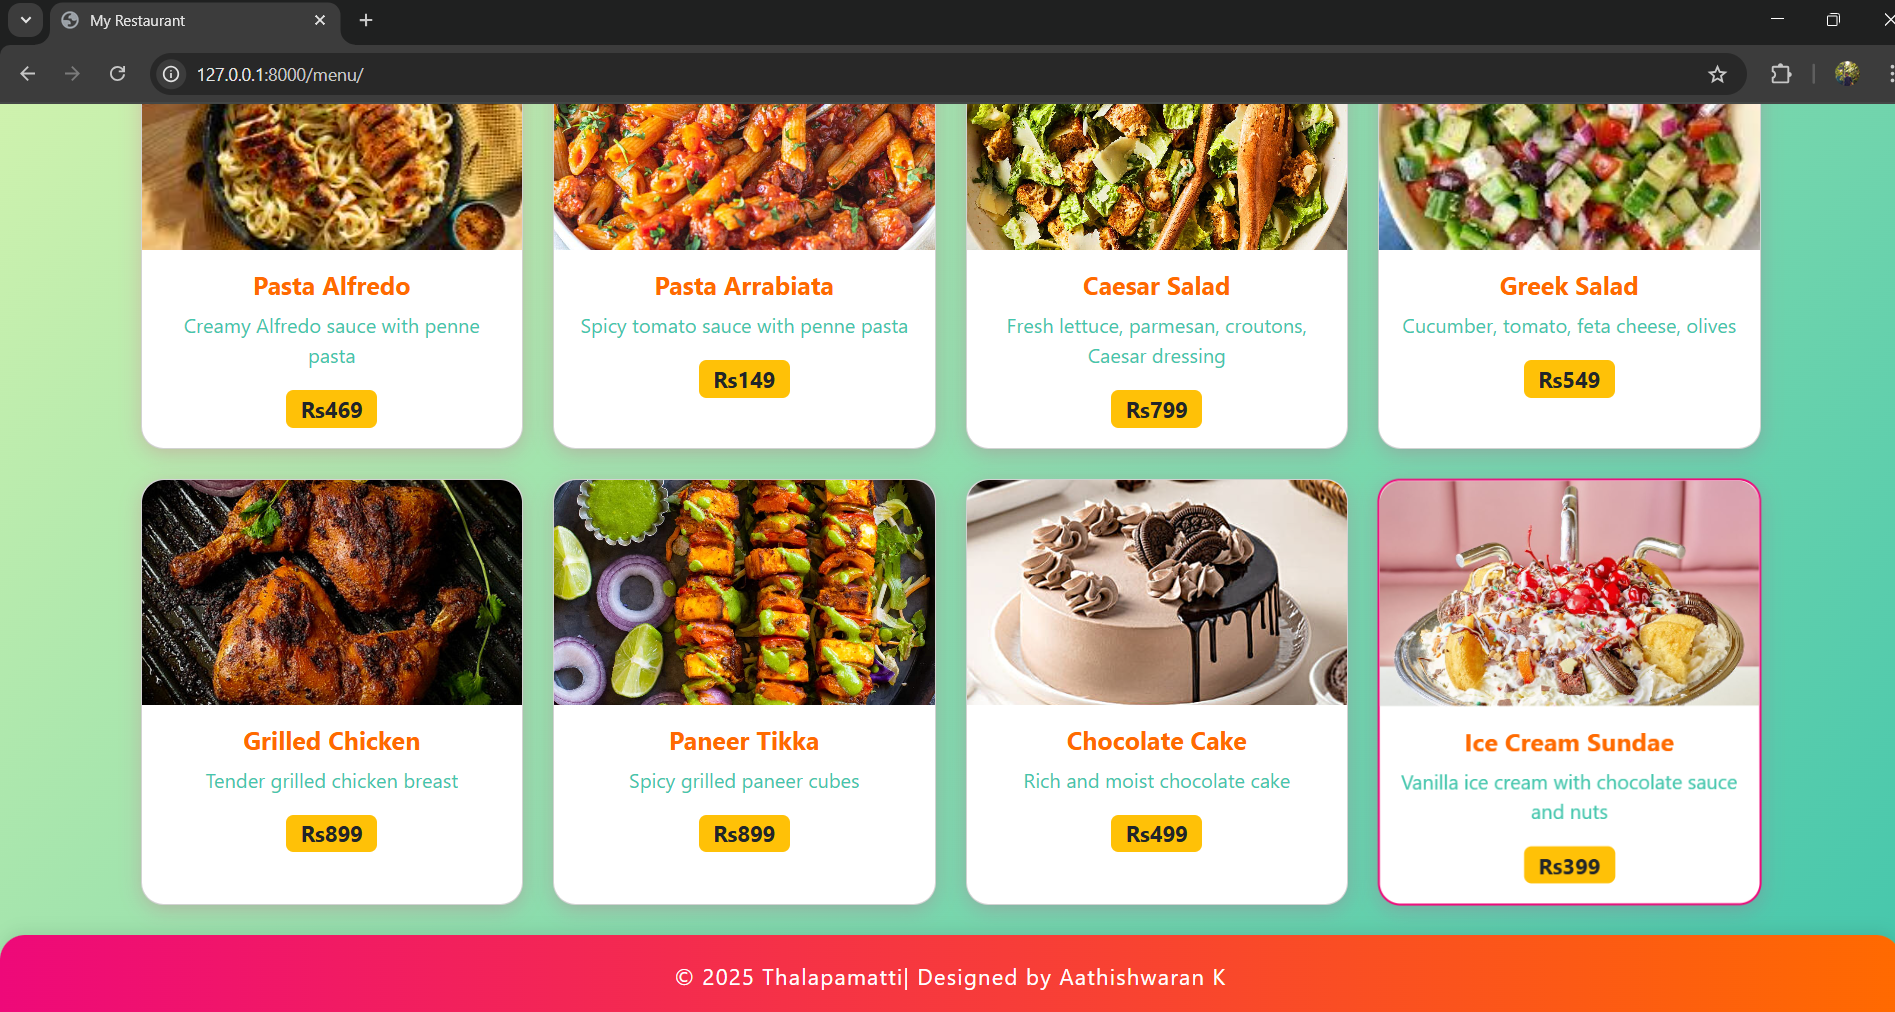 My Restaurant
127.0.0.1:8000/menu/
Pasta Alfredo
Creamy Alfredo sauce with penne
pasta
Rs469
Pasta Arrabiata
Spicy tomato sauce with penne pasta
Rs149
Caesar Salad
Fresh lettuce, parmesan, croutons,
Caesar dressing
Rs799
Greek Salad
Cucumber, tomato, feta cheese, olives
Rs549
Grilled Chicken
Tender grilled chicken breast
Rs899
Paneer Tikka
Spicy grilled paneer cubes
Rs899
Chocolate Cake
Rich and moist chocolate cake
Rs499
Ice Cream Sundae
Vanilla ice cream with chocolate sauce
and nuts
Rs399
© 2025 Thalapamatti| Designed by Aathishwaran K